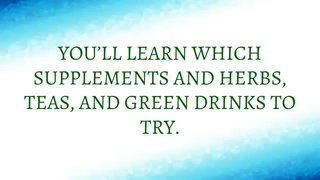 YOU’LL LEARN WHICH
SUPPLEMENTS AND HERBS,
TEAS, AND GREEN DRINKS TO
TRY.